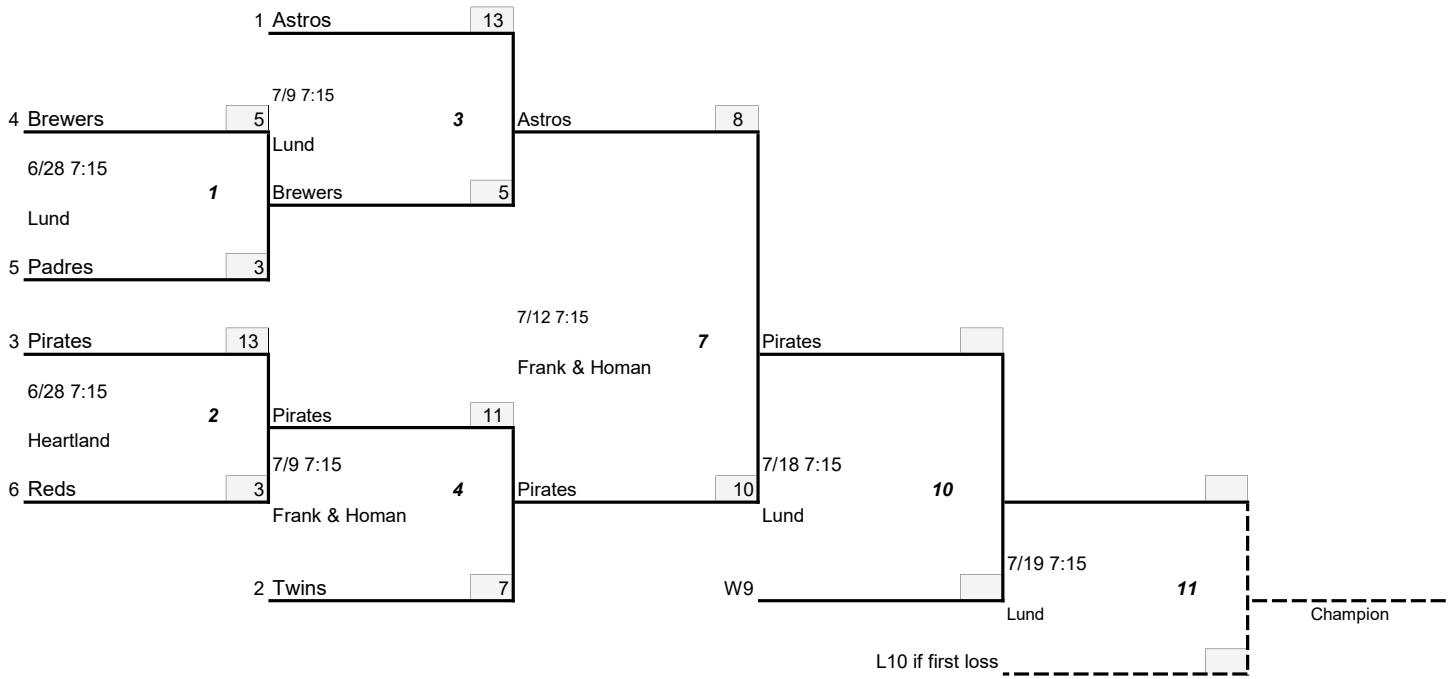 1 Astros 13
7/9 7:15
4 Brewers 5
3
Astros 8
Lund
6/28 7:15
1
Brewers 5
Lund
5 Padres 3
7/12 7:15
3 Pirates 13
7
Pirates
Frank & Homan
6/28 7:15
2
Pirates 11
Heartland
7/9 7:15
7/18 7:15
6 Reds 3
4
Pirates 10
10
Frank & Homan
Lund
7/19 7:15
2 Twins 7
W9
11
Lund
Champion
L10 if first loss